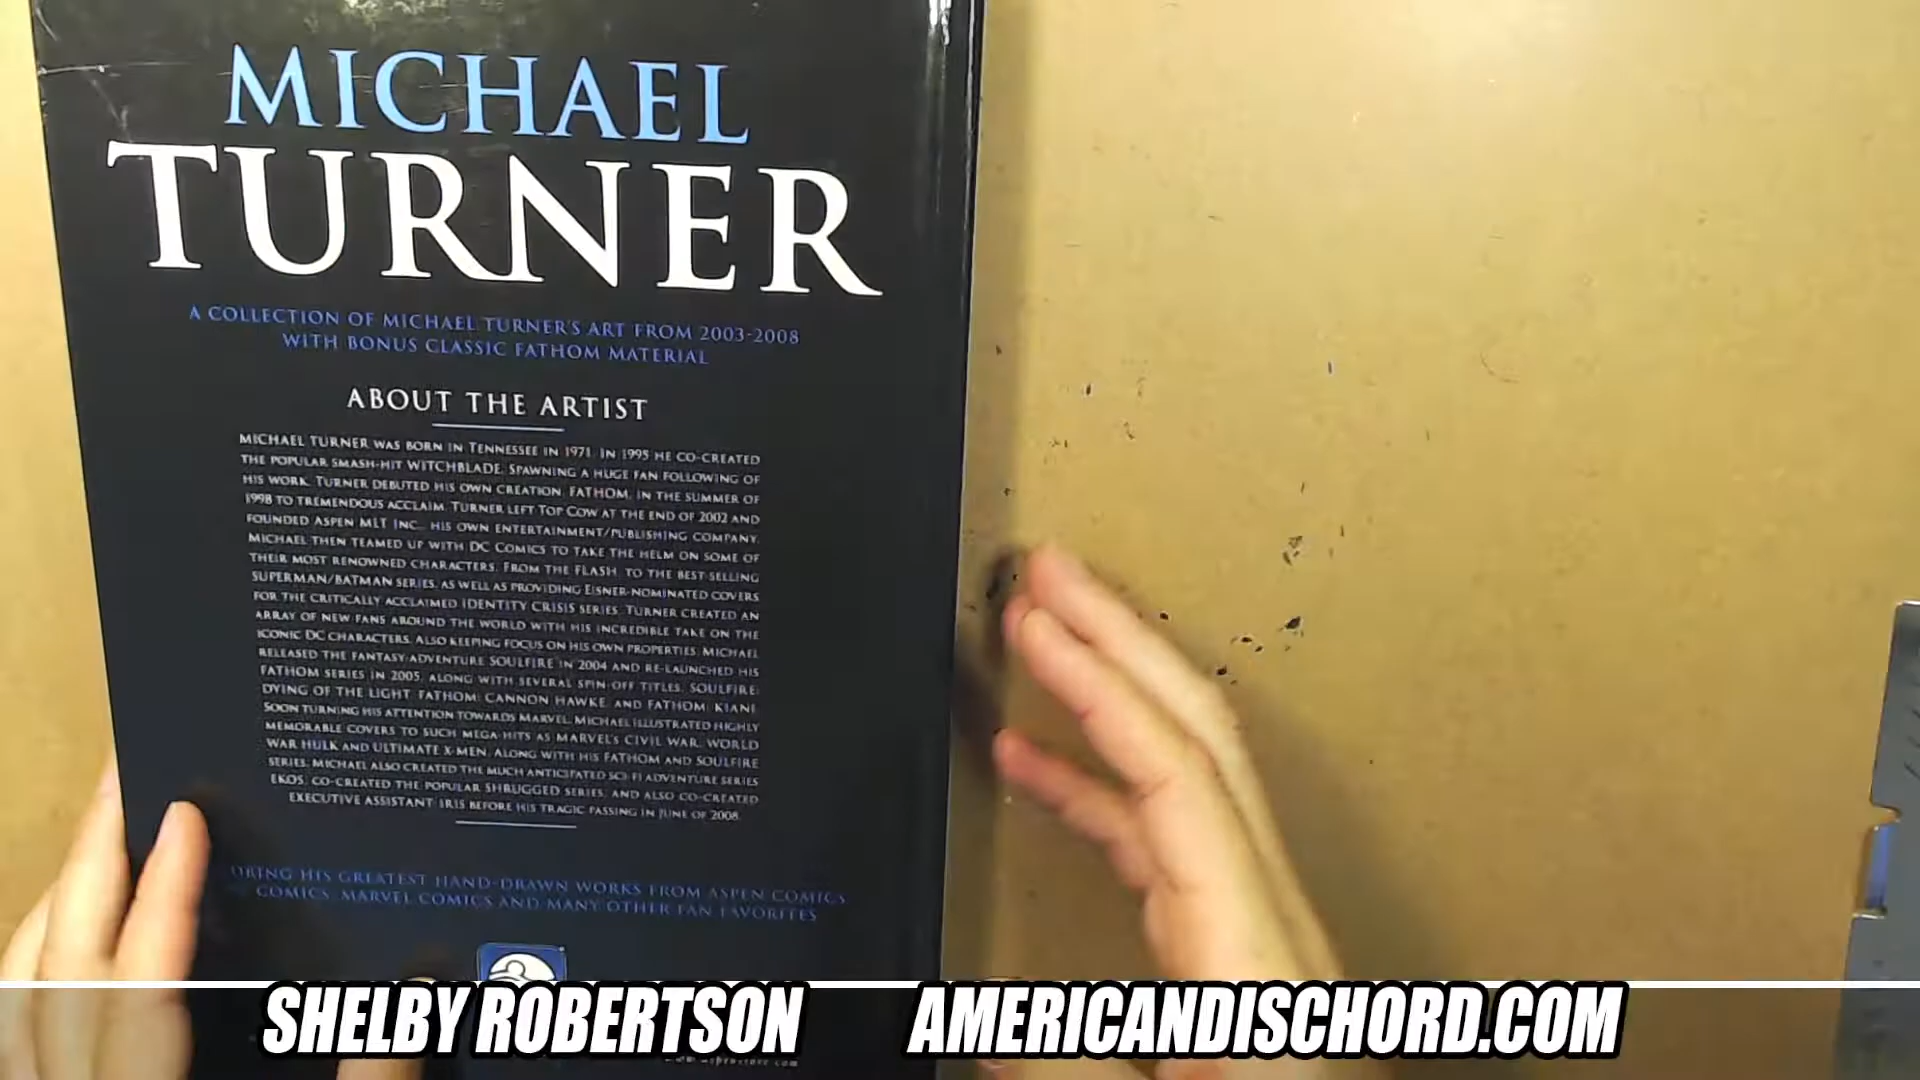 MICHAEL
TURNER
A COLLECTION OF MICHAEL TURNER'S ART FROM 2003-2008
WITH BONUS CLASSIC FATHOM MATERIAL
ABOUT THE ARTIST
MICHAEL TURNER WAS BORN IN TENNESSEE IN 1971. IN 1995 HE CO-CREATED
THE POPULAR SMASH-HIT WITCHBLADE, SPAWNING A HUGE FAN FOLLOWING OF
HIS WORK. TURNER DEBUTED HIS OWN CREATION, FATHOM, IN THE SUMMER OF
1998 TO TREMENDOUS ACCLAIM. TURNER LEFT TOP COW AT THE END OF 2002 AND
FOUNDED ASPEN MLT INC., HIS OWN ENTERTAINMENT/PUBLISHING COMPANY.
MICHAEL THEN TEAMED UP WITH DC COMICS TO TAKE THE HELM ON SOME OF
THEIR MOST RENOWNED CHARACTERS. FROM THE FLASH, TO THE BEST-SELLING
SUPERMAN/BATMAN SERIES, AS WELL AS PROVIDING EISNER-NOMINATED COVERS
FOR THE CRITICALLY ACCLAIMED IDENTITY CRISIS SERIES, TURNER CREATED AN
ARRAY OF NEW FANS AROUND THE WORLD WITH HIS INCREDIBLE TAKE ON THE
ICONIC DC CHARACTERS. ALSO KEEPING FOCUS ON HIS OWN PROPERTIES, MICHAEL
RELEASED THE FANTASY-ADVENTURE SOULFIRE IN 2004 AND RE-LAUNCHED HIS
FATHOM SERIES IN 2005, ALONG WITH SEVERAL SPIN-OFF TITLES, SOULFIRE:
DYING OF THE LIGHT, FATHOM: CANNON HAWKE, AND FATHOM: KIANI.
SOON TURNING HIS ATTENTION TOWARDS MARVEL, MICHAEL ILLUSTRATED HIGHLY
MEMORABLE COVERS TO SUCH MEGA-HITS AS MARVEL'S CIVIL WAR, WORLD
WAR HULK AND ULTIMATE X-MEN. ALONG WITH HIS FATHOM AND SOULFIRE
SERIES, MICHAEL ALSO CREATED THE MUCH ANTICIPATED SCI-FI ADVENTURE SERIES
EKOS, CO-CREATED THE POPULAR SHRUGGED SERIES, AND ALSO CO-CREATED
EXECUTIVE ASSISTANT: IRIS BEFORE HIS TRAGIC PASSING IN JUNE OF 2008.
HIS GREATEST HAND-DRAWN WORKS FROM ASPEN COMICS
COMICS, MARVEL COMICS AND MANY OTHER FAN FAVORITES
SHELBY ROBERTSON AMERICANDISCHORD.COM